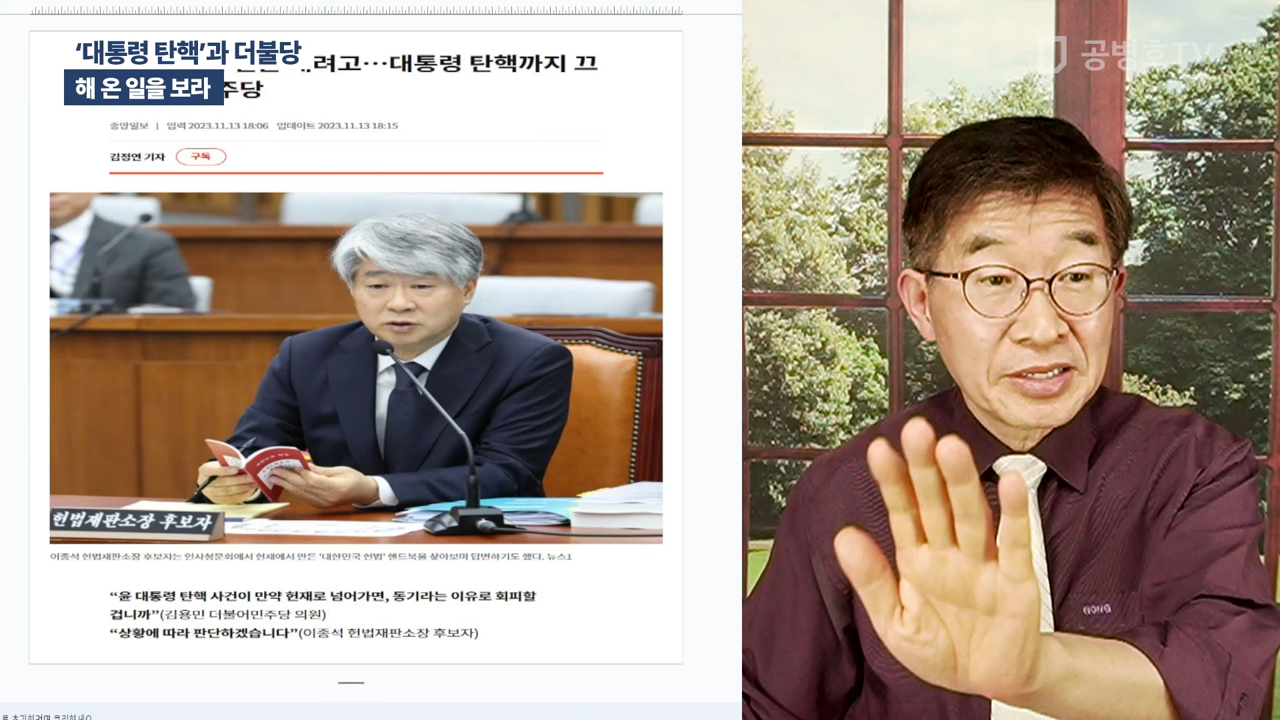 ‘대통령 탄핵’과 더불당
해 온 일을 보라
려고…대통령 탄핵까지 끄
주당
중앙일보 | 입력 2023.11.13 18:06 업데이트 2023.11.13 18:15
김정연 기자 구독
헌법재판소장 후보자
이종석 헌법재판소장 후보자는 인사청문회에서 헌재에서 만든 '대한민국 헌법' 핸드북을 찾아보며 답변하기도 했다. 뉴스1
“윤 대통령 탄핵 사건이 만약 헌재로 넘어가면, 동기라는 이유로 회피할
겁니까”(김용민 더불어민주당 의원)
“상황에 따라 판단하겠습니다”(이종석 헌법재판소장 후보자)
공병호TV
GONG